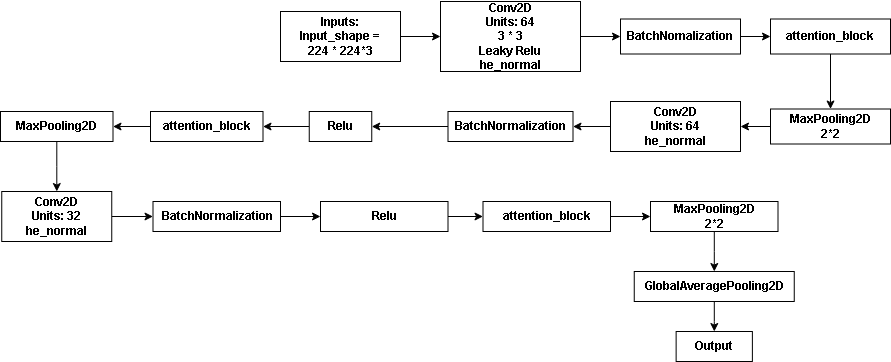 Inputs:
Input_shape =
224 * 224*3
Conv2D
Units: 64
3 * 3
Leaky Relu
he_normal
BatchNomalization
attention_block
MaxPooling2D
2*2
Conv2D
Units: 64
he_normal
BatchNormalization
Relu
attention_block
MaxPooling2D
Conv2D
Units: 32
he_normal
BatchNormalization
Relu
attention_block
MaxPooling2D
2*2
GlobalAveragePooling2D
Output